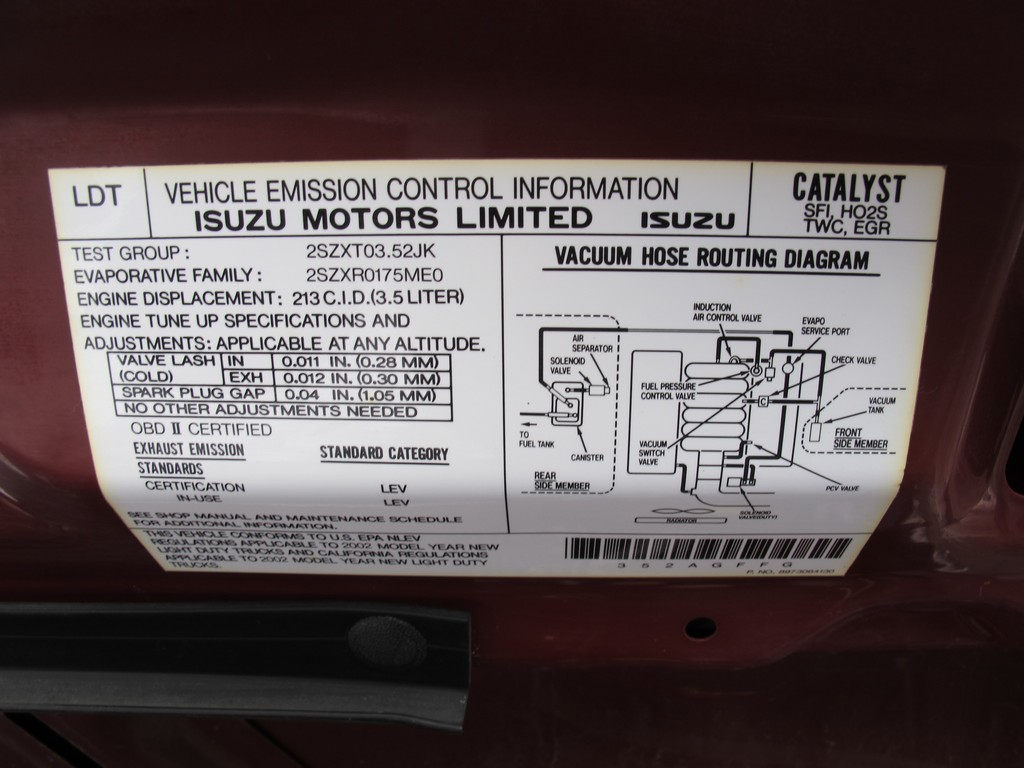 LDT
VEHICLE EMISSION CONTROL INFORMATION
ISUZU MOTORS LIMITED ISUZU
CATALYST
SFI, HO2S
TWC, EGR
TEST GROUP: 2SZXT03.52JK
EVAPORATIVE FAMILY: 2SZXR0175ME0
ENGINE DISPLACEMENT: 213 C.I.D.(3.5 LITER)
ENGINE TUNE UP SPECIFICATIONS AND
ADJUSTMENTS: APPLICABLE AT ANY ALTITUDE.
VALVE LASH IN 0.011 IN. (0.28 MM)
(COLD) EXH 0.012 IN. (0.30 MM)
SPARK PLUG GAP 0.04 IN. (1.05 MM)
NO OTHER ADJUSTMENTS NEEDED
OBD II CERTIFIED
EXHAUST EMISSION STANDARD CATEGORY
STANDARDS
CERTIFICATION LEV
IN-USE LEV
SEE SHOP MANUAL AND MAINTENANCE SCHEDULE
FOR ADDITIONAL INFORMATION.
THIS VEHICLE CONFORMS TO U.S. EPA NLEV
REGULATIONS APPLICABLE TO 2002 MODEL YEAR NEW
LIGHT DUTY TRUCKS AND CALIFORNIA REGULATIONS
APPLICABLE TO 2002 MODEL YEAR NEW LIGHT DUTY
TRUCKS.
VACUUM HOSE ROUTING DIAGRAM
INDUCTION
AIR CONTROL VALVE
EVAPO
SERVICE PORT
AIR
SEPARATOR
SOLENOID
VALVE
CHECK VALVE
FUEL PRESSURE
CONTROL VALVE
C
VACUUM
TANK
TO
FUEL TANK
CANISTER
VACUUM
SWITCH
VALVE
FRONT
SIDE MEMBER
REAR
SIDE MEMBER
PCV VALVE
SOLENOID
VALVE(DUTY)
RADIATOR
352AGFFG